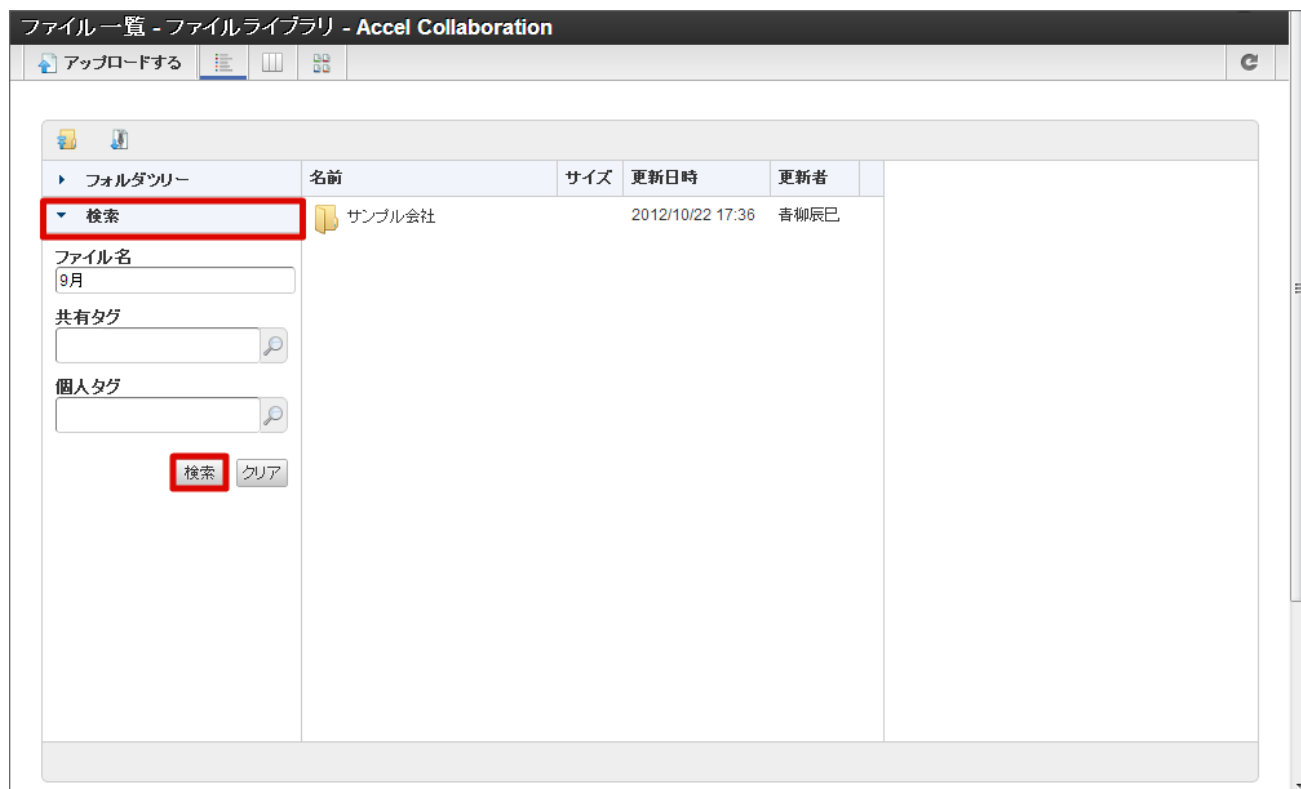 ファイル一覧 - ファイルライブラリ - Accel Collaboration
アップロードする
フォルダツリー
名前 サイズ 更新日時 更新者
検索
サンプル会社 2012/10/22 17:36 青柳辰巳
ファイル名
9月
共有タグ
個人タグ
検索 クリア